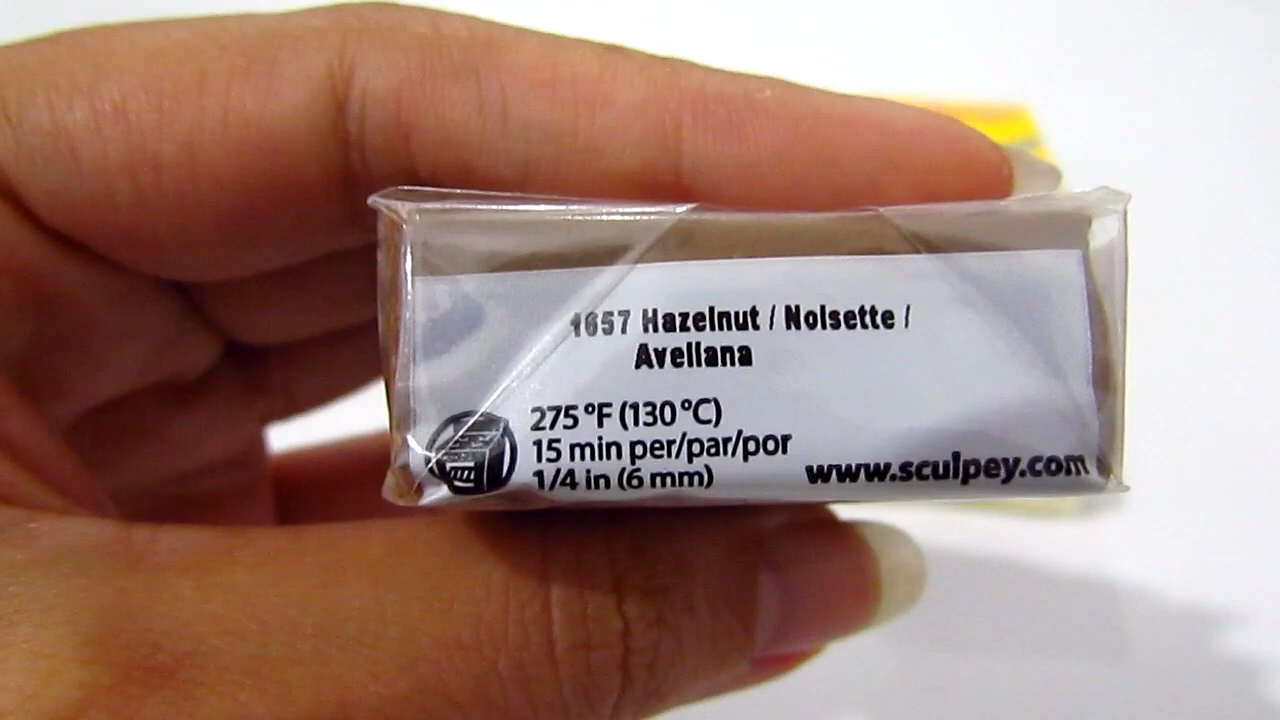 1657 Hazelnut / Noisette /
Avellana
275 °F (130 °C)
15 min per/par/por
1/4 in (6 mm)
www.sculpey.com